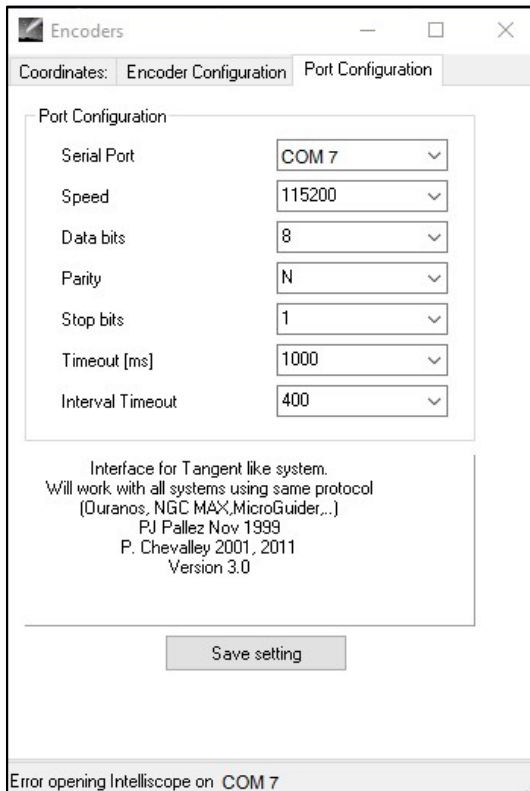 Encoders
Coordinates: Encoder Configuration Port Configuration
Port Configuration
Serial Port COM 7
Speed 115200
Data bits 8
Parity N
Stop bits 1
Timeout [ms] 1000
Interval Timeout 400
Interface for Tangent like system.
Will work with all systems using same protocol
(Ouranos, NGC MAX,MicroGuider,..)
PJ Pallez Nov 1999
P. Chevalley 2001, 2011
Version 3.0
Save setting
Error opening Intelliscope on COM 7